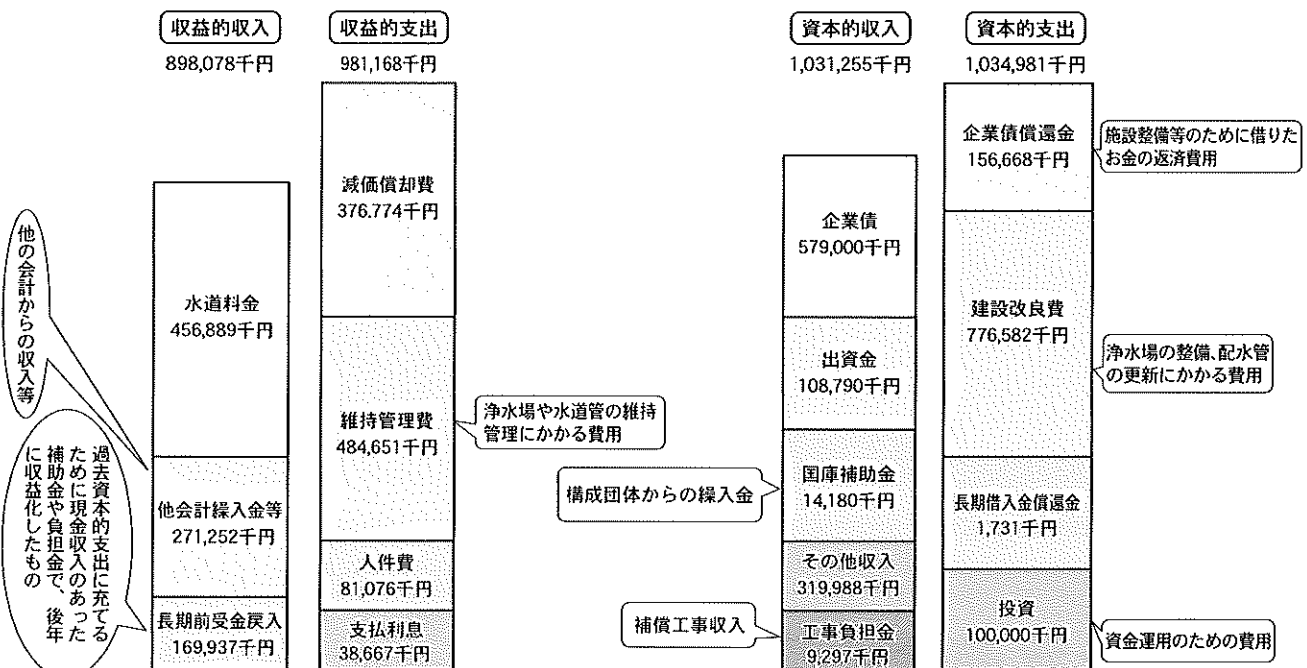 収益的収入
898,078千円
水道料金
456,889千円
他会計繰入金等
271,252千円
長期前受金戻入
169,937千円
他の会計からの収入等
過去資本的支出に充てる
ために現金収入のあった
補助金や負担金で、後年
に収益化したもの
収益的支出
981,168千円
減価償却費
376.774千円
維持管理費
484,651千円
人件費
81,076千円
支払利息
38,667千円
浄水場や水道管の維持
管理にかかる費用
資本的収入
1,031,255千円
企業債
579,000千円
出資金
108,790千円
国庫補助金
14,180千円
その他収入
319,988千円
工事負担金
9,297千円
構成団体からの繰入金
補償工事収入
資本的支出
1,034,981千円
企業債償還金
156,668千円
建設改良費
776,582千円
長期借入金償還金
1,731千円
投資
100,000千円
施設整備等のために借りた
お金の返済費用
浄水場の整備、配水管
の更新にかかる費用
資金運用のための費用